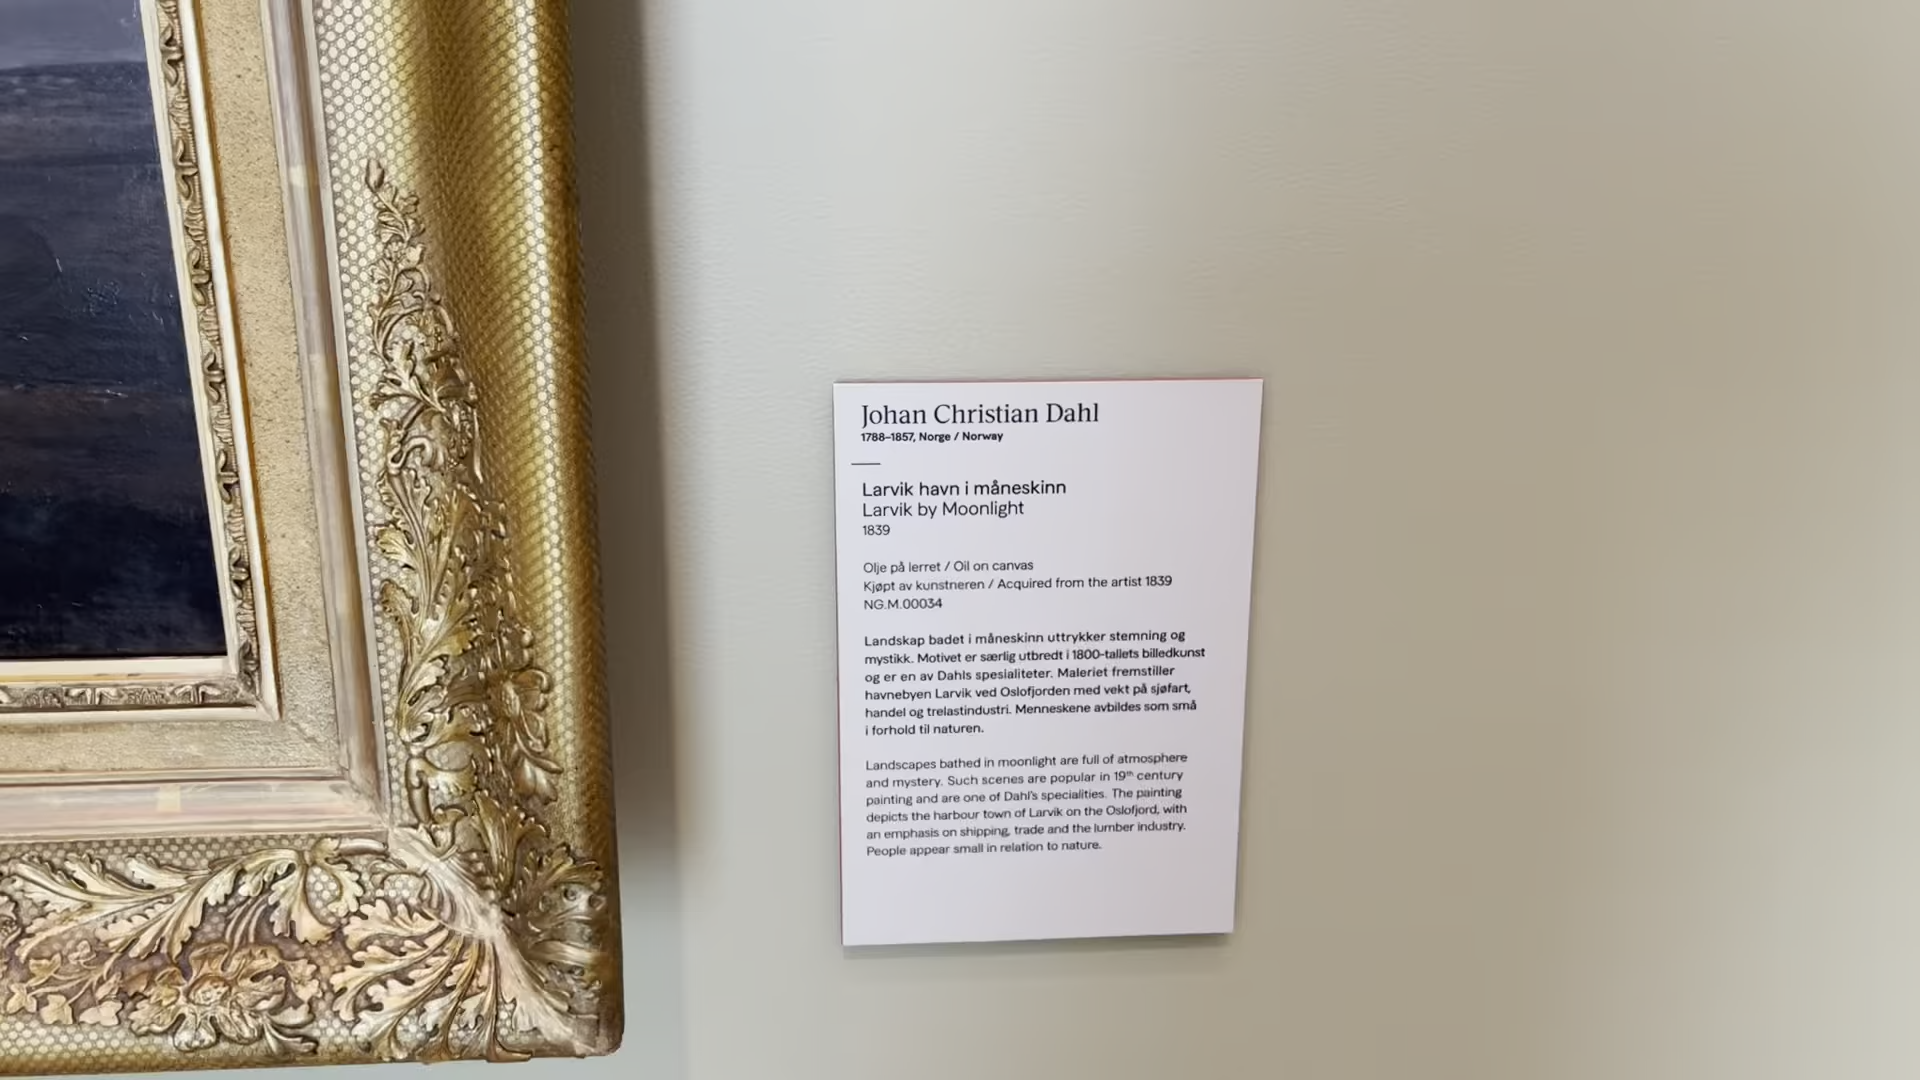 Johan Christian Dahl
1788–1857, Norge / Norway
Larvik havn i måneskinn
Larvik by Moonlight
1839
Olje på lerret / Oil on canvas
Kjøpt av kunstneren / Acquired from the artist 1839
NG.M.00034
Landskap badet i måneskinn uttrykker stemning og
mystikk. Motivet er særlig utbredt i 1800-tallets billedkunst
og er en av Dahls spesialiteter. Maleriet fremstiller
havnebyen Larvik ved Oslofjorden med vekt på sjøfart,
handel og trelastindustri. Menneskene avbildes som små
i forhold til naturen.
Landscapes bathed in moonlight are full of atmosphere
and mystery. Such scenes are popular in 19th century
painting and are one of Dahl's specialities. The painting
depicts the harbour town of Larvik on the Oslofjord, with
an emphasis on shipping, trade and the lumber industry.
People appear small in relation to nature.